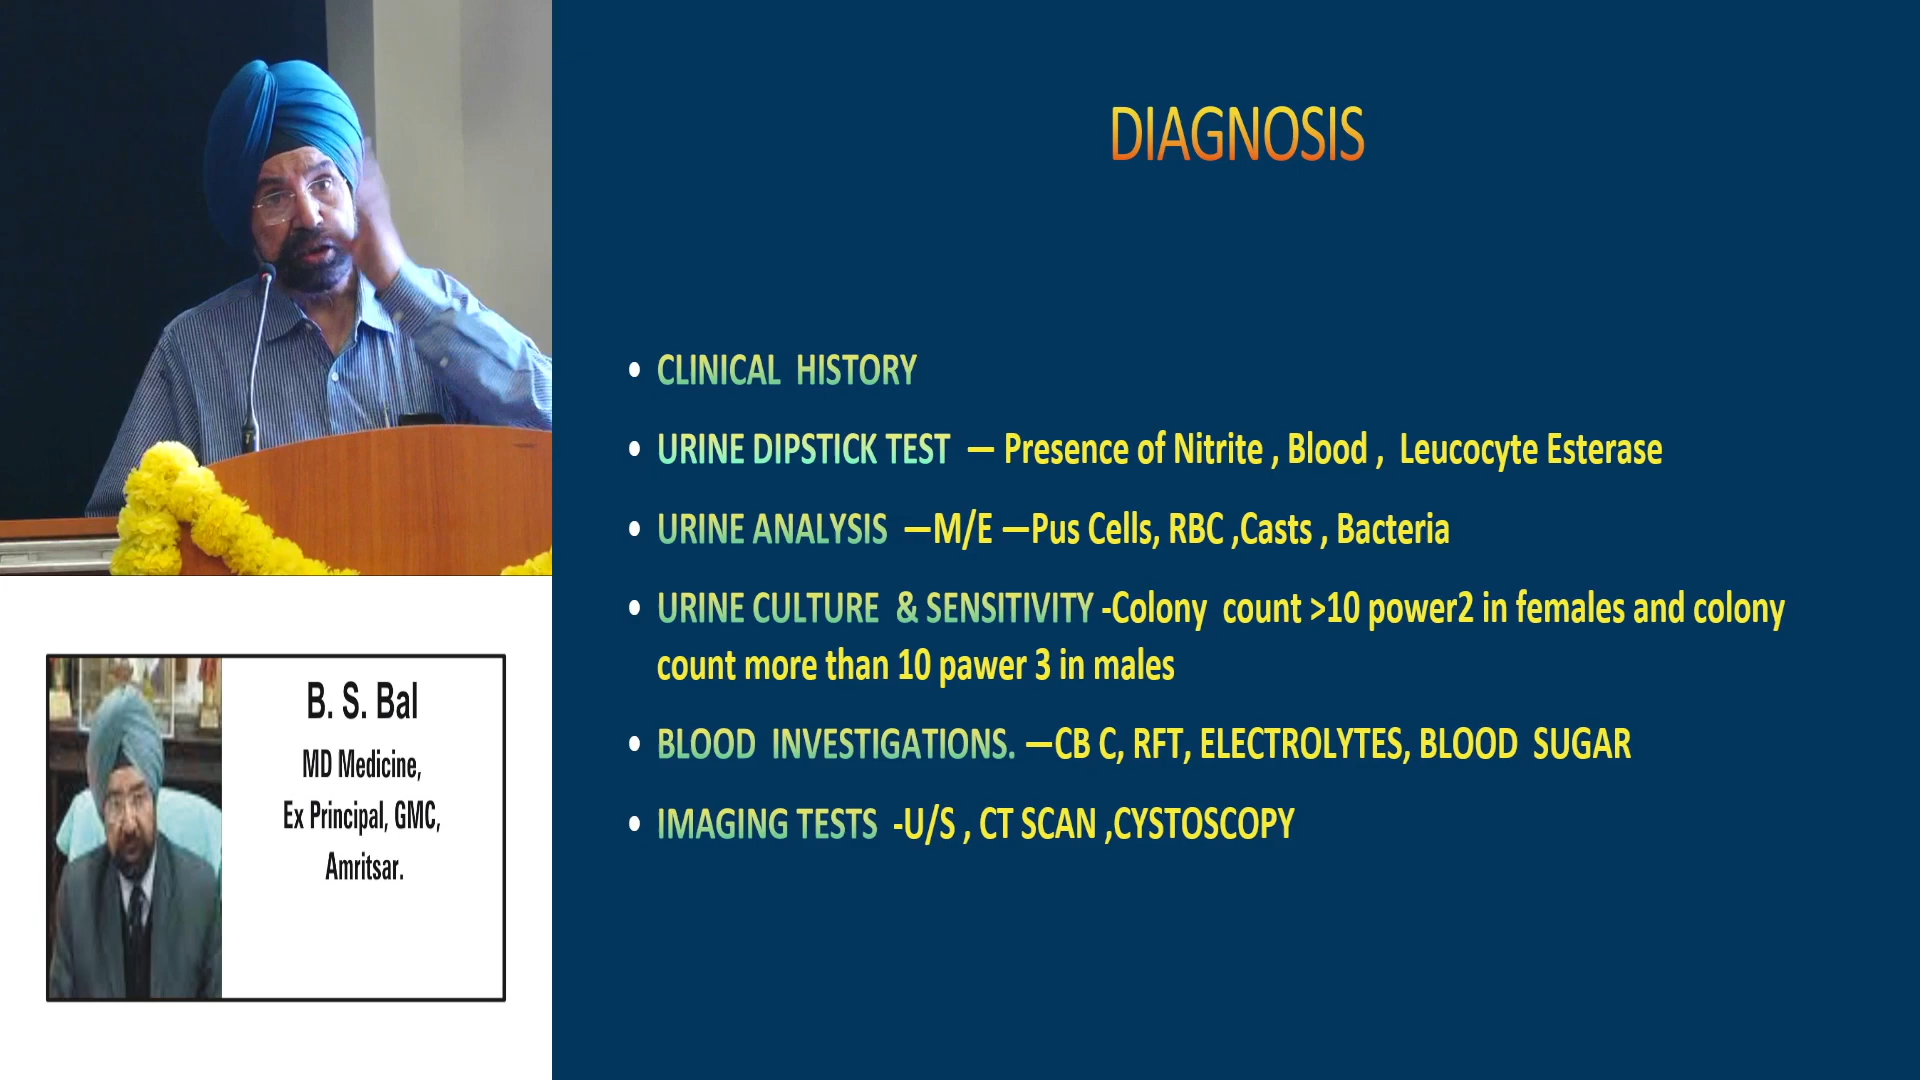 DIAGNOSIS
• CLINICAL HISTORY
• URINE DIPSTICK TEST — Presence of Nitrite , Blood , Leucocyte Esterase
• URINE ANALYSIS —M/E —Pus Cells, RBC ,Casts , Bacteria
• URINE CULTURE & SENSITIVITY -Colony count >10 power2 in females and colony
count more than 10 pawer 3 in males
• BLOOD INVESTIGATIONS. —CB C, RFT, ELECTROLYTES, BLOOD SUGAR
• IMAGING TESTS -U/S , CT SCAN ,CYSTOSCOPY
B. S. Bal
MD Medicine,
Ex Principal, GMC,
Amritsar.